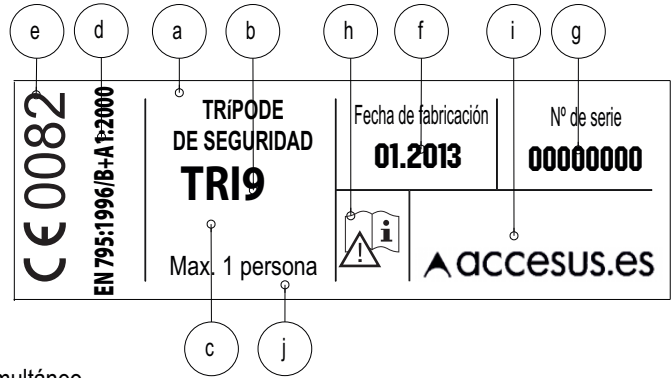 e d a b h f i g
CE 0082
EN 795:1996/B+A1:2000
TRíPODE
DE SEGURIDAD
TRI9
Max. 1 persona
Fecha de fabricación
01.2013
Nº de serie
00000000
i
!
accesus.es
c j
multáneo